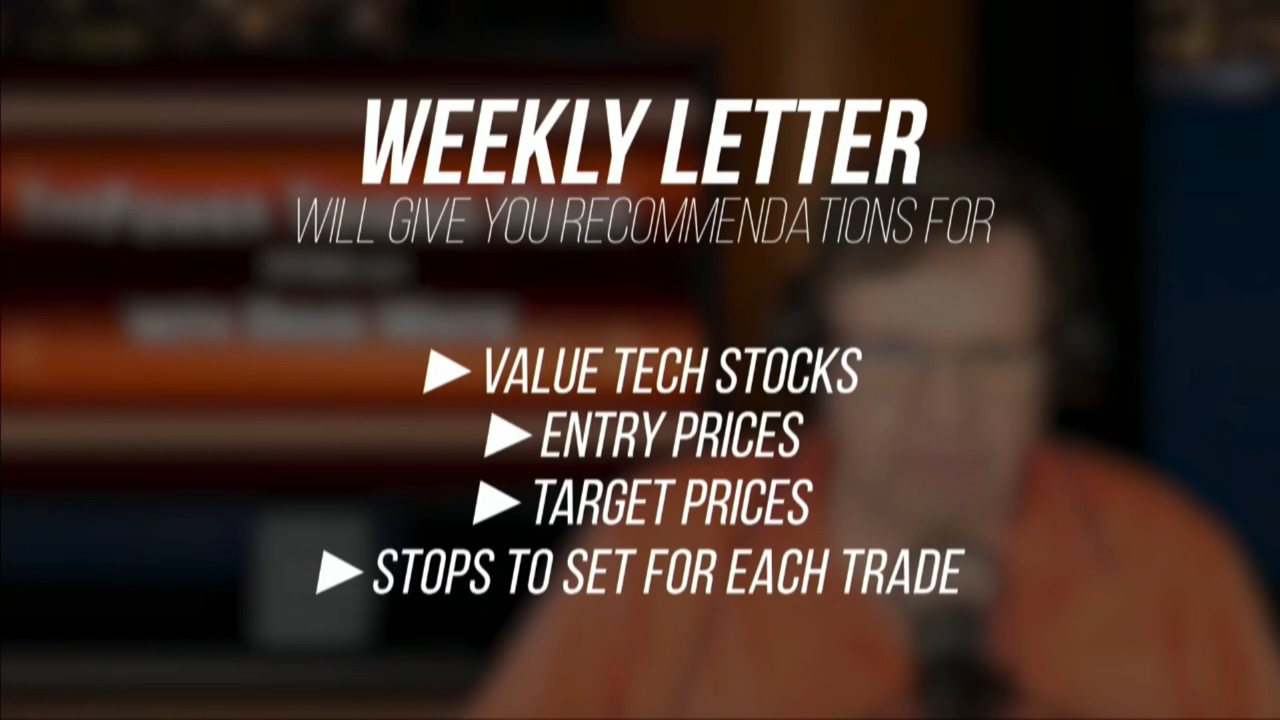 WEEKLY LETTER
WILL GIVE YOU RECOMMENDATIONS FOR
▶ VALUE TECH STOCKS
▶ ENTRY PRICES
▶ TARGET PRICES
▶ STOPS TO SET FOR EACH TRADE